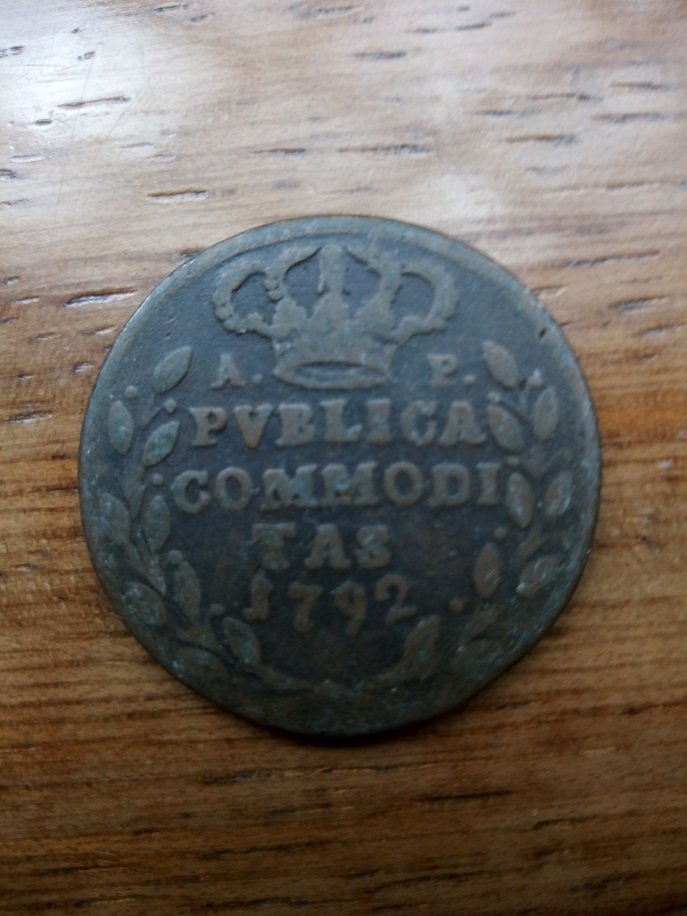 A. P.
PVBLICA
COMMODI
TAS
.1792.